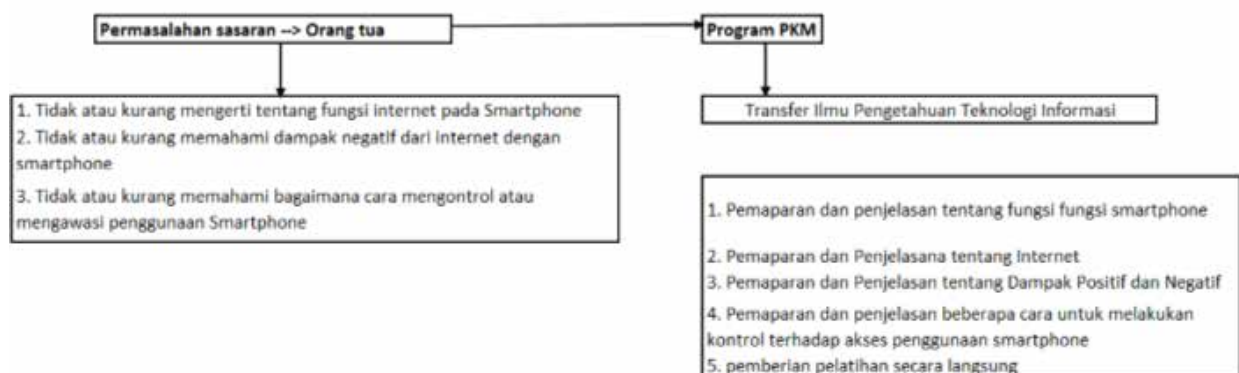 Permasalahan sasaran --> Orang tua
Program PKM
1. Tidak atau kurang mengerti tentang fungsi internet pada Smartphone
2. Tidak atau kurang memahami dampak negatif dari internet dengan
smartphone
3. Tidak atau kurang memahami bagaimana cara mengontrol atau
mengawasi penggunaan Smartphone
Transfer Ilmu Pengetahuan Teknologi Informasi
1. Pemaparan dan penjelasan tentang fungsi fungsi smartphone
2. Pemaparan dan Penjelasana tentang Internet
3. Pemaparan dan Penjelasan tentang Dampak Positif dan Negatif
4. Pemaparan dan penjelasan beberapa cara untuk melakukan
kontrol terhadap akses penggunaan smartphone
5. pemberian pelatihan secara langsung